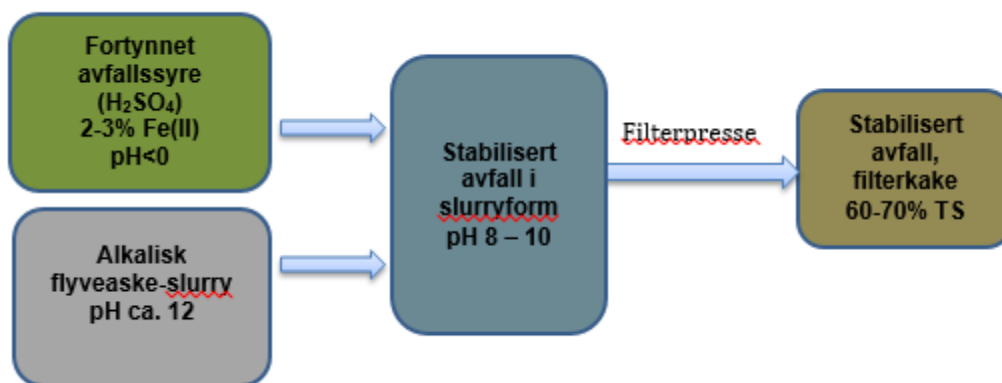 Fortynnet
avfallssyre
(H₂SO₄)
2-3% Fe(II)
pH<0
Alkalisk
flyveaske-slurry
pH ca. 12
Stabilisert
avfall i
slurryform
pH 8 – 10
Filterpresse
Stabilisert
avfall,
filterkake
60-70% TS